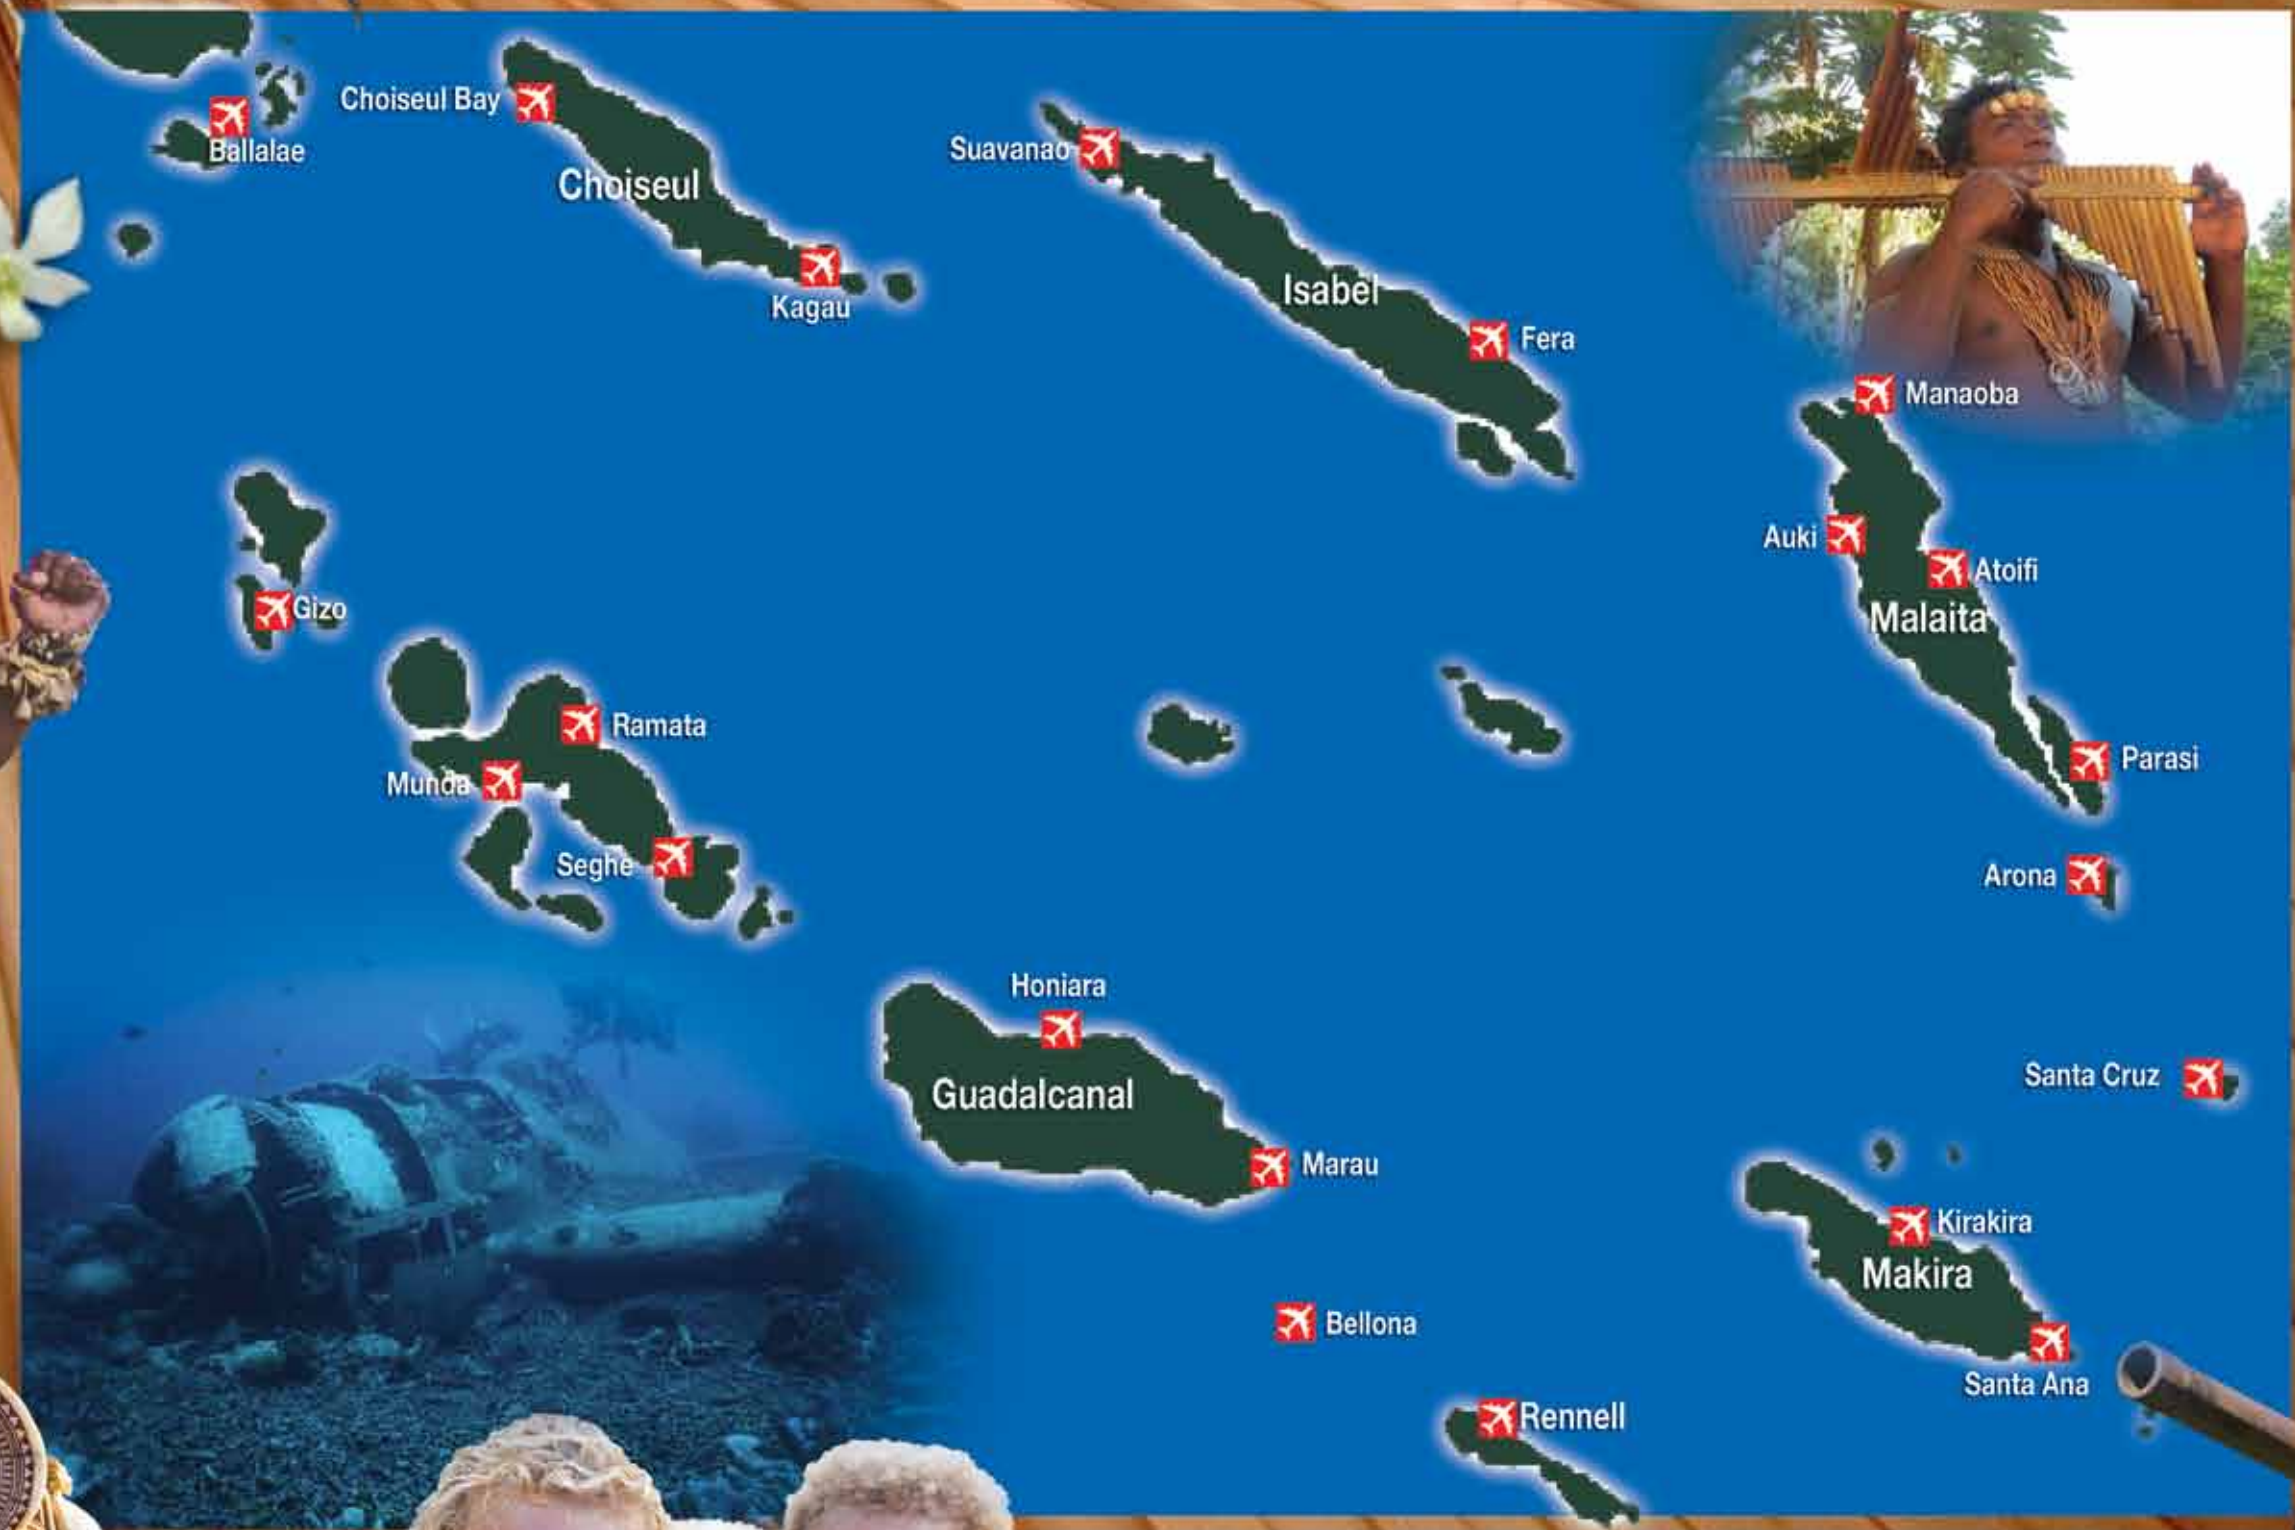 Choiseul Bay
Ballalae
Suavanao
Choiseul
Kagau
Isabel
Fera
Manaoba
Auki
Atoifi
Malaita
Gizo
Ramata
Munda
Parasi
Seghe
Arona
Honiara
Guadalcanal
Santa Cruz
Marau
Kirakira
Makira
Bellona
Santa Ana
Rennell